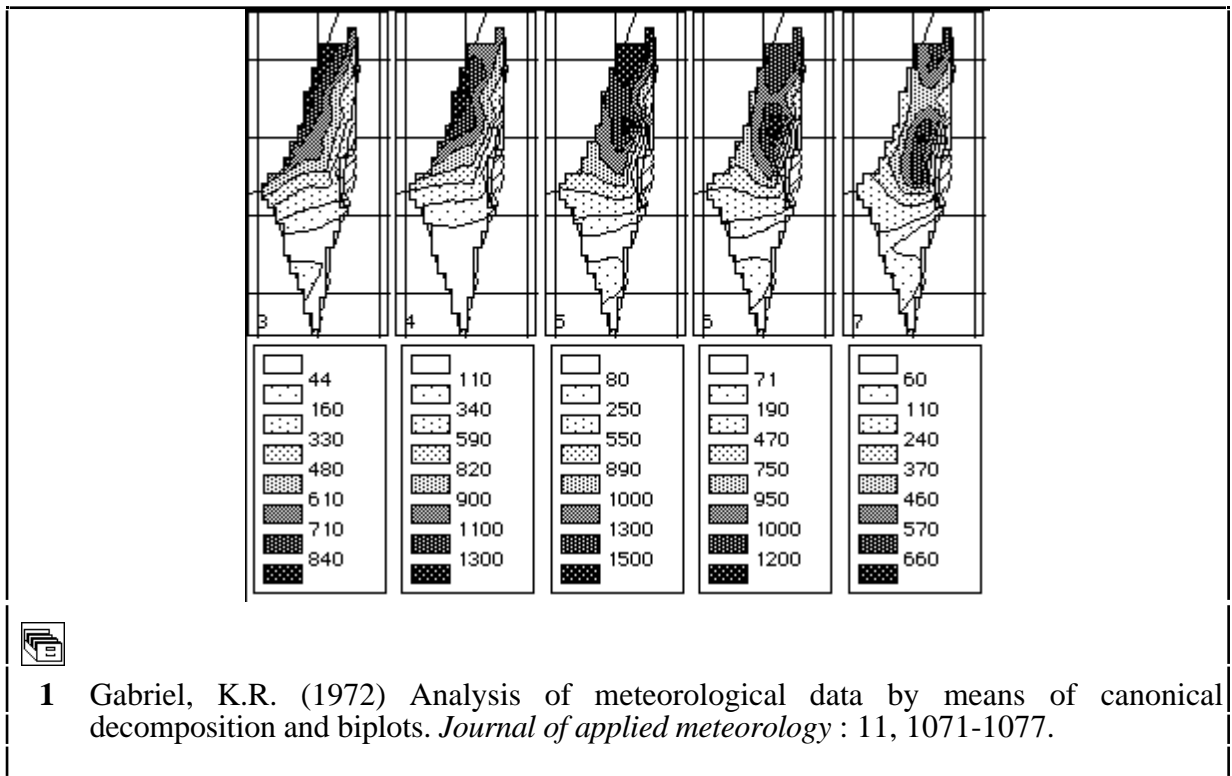 3 4 5 6 7
44 110 80 71 60
160 340 250 190 110
330 590 550 470 240
480 820 890 750 370
610 900 1000 950 460
710 1100 1300 1000 570
840 1300 1500 1200 660
1 Gabriel, K.R. (1972) Analysis of meteorological data by means of canonical
decomposition and biplots. Journal of applied meteorology : 11, 1071-1077.